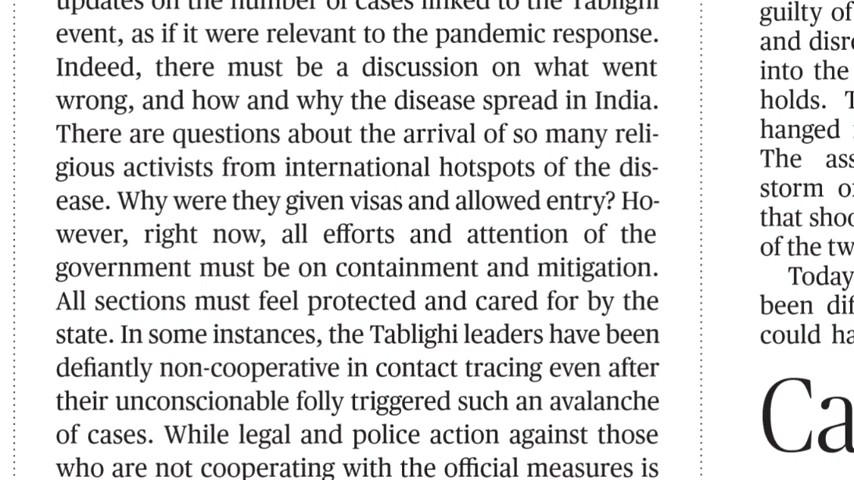 updates on the number of cases linked to the Tablighi
event, as if it were relevant to the pandemic response.
Indeed, there must be a discussion on what went
wrong, and how and why the disease spread in India.
There are questions about the arrival of so many reli-
gious activists from international hotspots of the dis-
ease. Why were they given visas and allowed entry? Ho-
wever, right now, all efforts and attention of the
government must be on containment and mitigation.
All sections must feel protected and cared for by the
state. In some instances, the Tablighi leaders have been
defiantly non-cooperative in contact tracing even after
their unconscionable folly triggered such an avalanche
of cases. While legal and police action against those
who are not cooperating with the official measures is
guilty of
and disre
into the
holds. T
hanged
The ass
storm o
that shoo
of the tw
Today
been dif
could ha
Ca